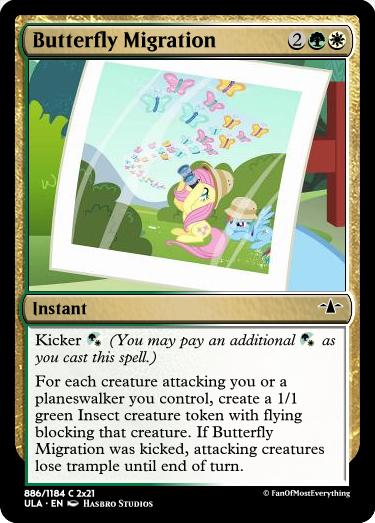 Butterfly Migration 2
Instant
Kicker (You may pay an additional as
you cast this spell.)
For each creature attacking you or a
planeswalker you control, create a 1/1
green Insect creature token with flying
blocking that creature. If Butterfly
Migration was kicked, attacking creatures
lose trample until end of turn.
886/1184 C 2x21
ULA • EN Hasbro Studios
© FanOfMostEverything